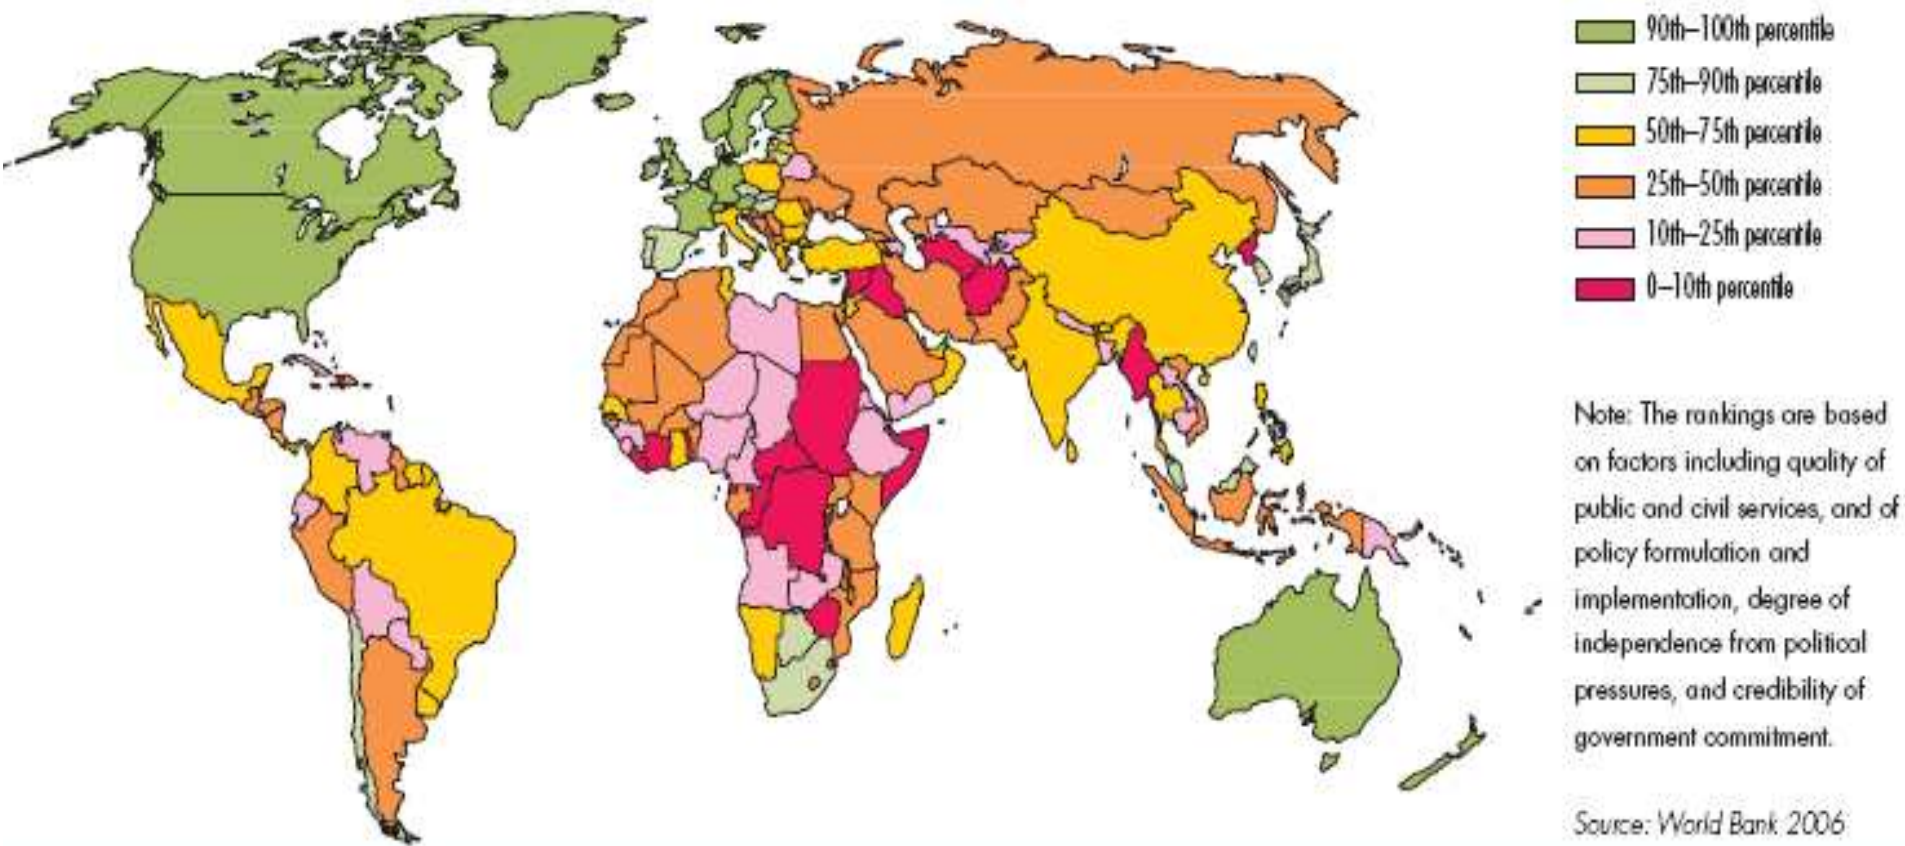 90th–100th percentile
75th–90th percentile
50th–75th percentile
25th–50th percentile
10th–25th percentile
0–10th percentile
Note: The rankings are based
on factors including quality of
public and civil services, and of
policy formulation and
implementation, degree of
independence from political
pressures, and credibility of
government commitment.
Source: World Bank 2006